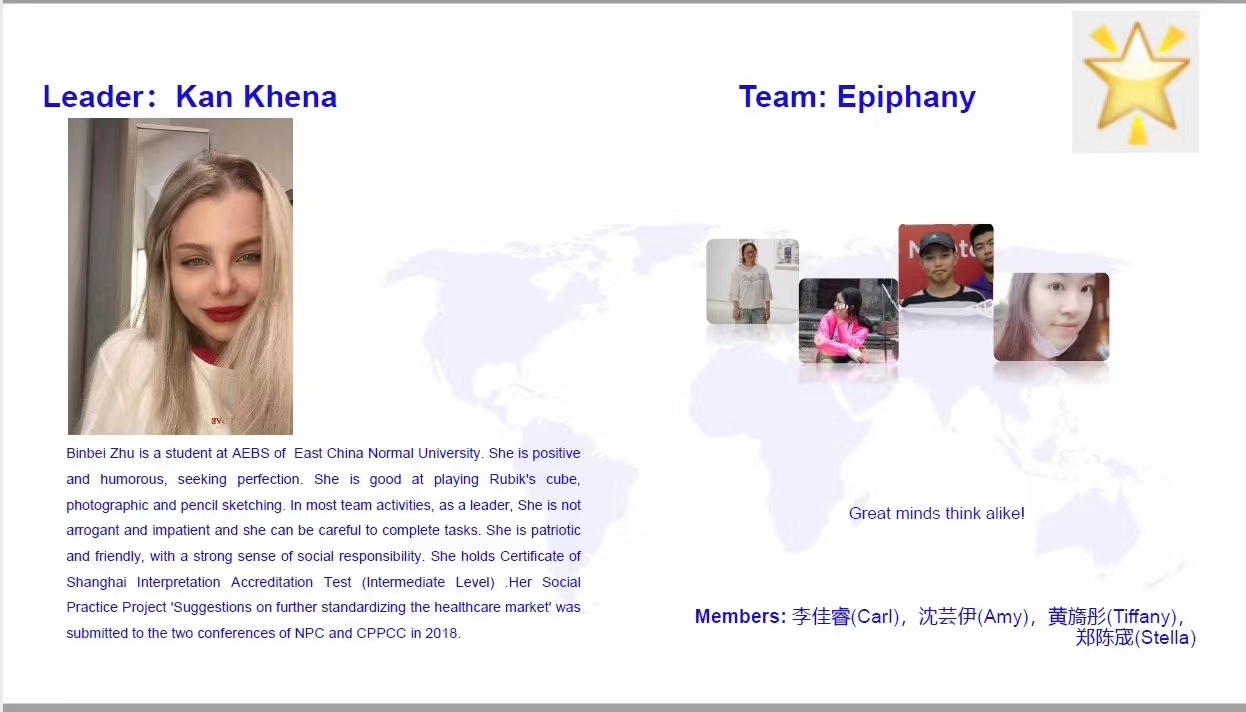 Leader：Kan Khena
Binbei Zhu is a student at AEBS of East China Normal University. She is positive
and humorous, seeking perfection. She is good at playing Rubik's cube,
photographic and pencil sketching. In most team activities, as a leader, She is not
arrogant and impatient and she can be careful to complete tasks. She is patriotic
and friendly, with a strong sense of social responsibility. She holds Certificate of
Shanghai Interpretation Accreditation Test (Intermediate Level) .Her Social
Practice Project 'Suggestions on further standardizing the healthcare market' was
submitted to the two conferences of NPC and CPPCC in 2018.
Team: Epiphany
Great minds think alike!
Members: 李佳睿(Carl)，沈芸伊(Amy)，黄旖彤(Tiffany)，
郑陈宬(Stella)